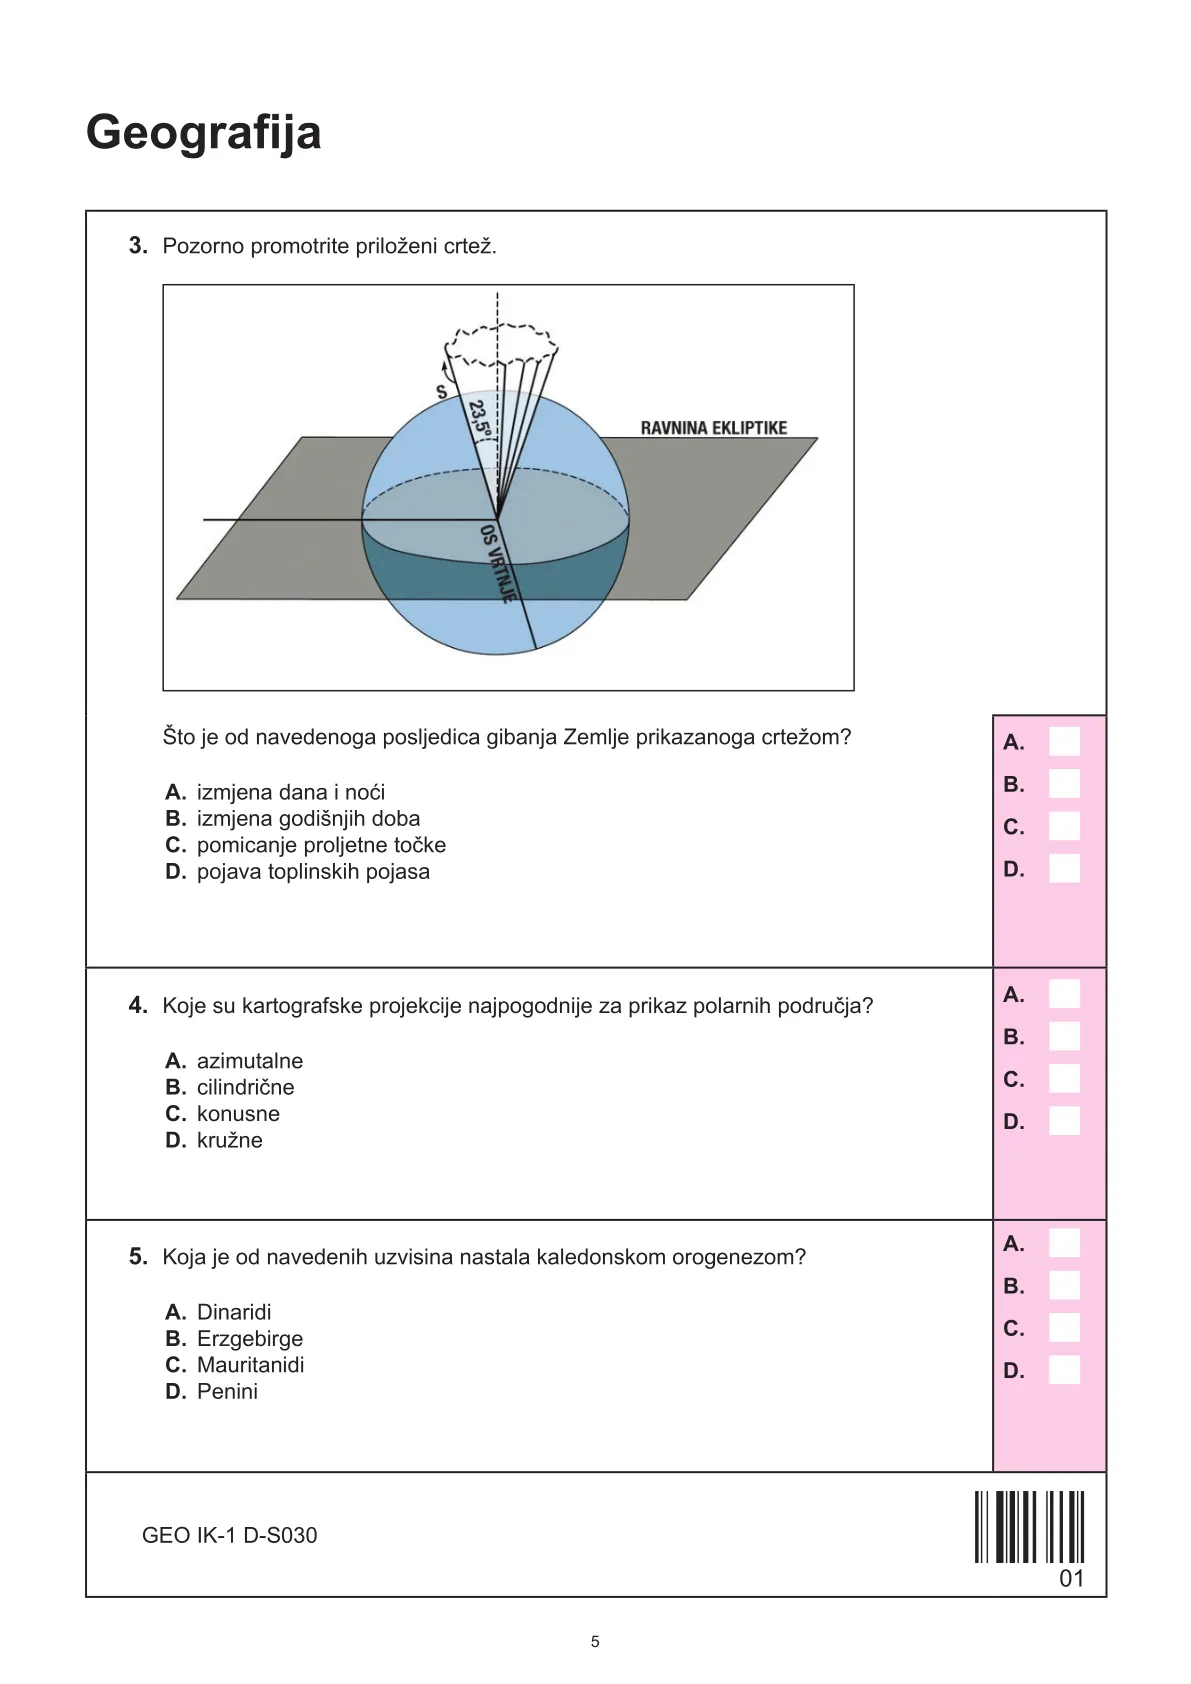 Geografija
3. Pozorno promotrite priloženi crtež.
S
23,5º
RAVNINA EKLIPTIKE
OS VRTNJE
Što je od navedenoga posljedica gibanja Zemlje prikazanoga crtežom?
A. izmjena dana i noći
B. izmjena godišnjih doba
C. pomicanje proljetne točke
D. pojava toplinskih pojasa
A.
B.
C.
D.
4. Koje su kartografske projekcije najpogodnije za prikaz polarnih područja?
A. azimutalne
B. cilindrične
C. konusne
D. kružne
A.
B.
C.
D.
5. Koja je od navedenih uzvisina nastala kaledonskom orogenezom?
A. Dinaridi
B. Erzgebirge
C. Mauritanidi
D. Penini
A.
B.
C.
D.
GEO IK-1 D-S030
01
5